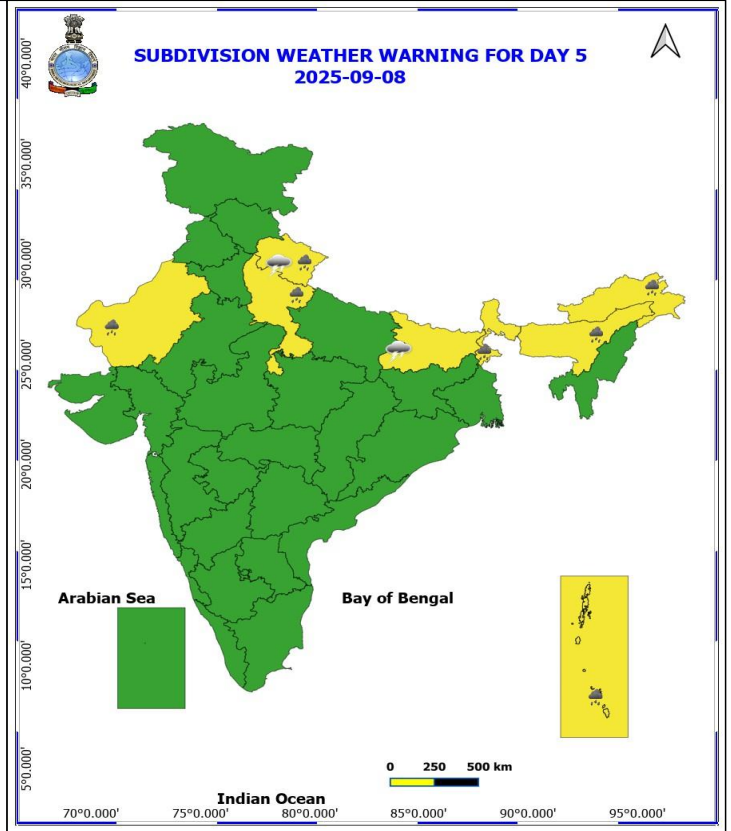 SUBDIVISION WEATHER WARNING FOR DAY 5
2025-09-08
40°0.000'
35°0.000'
30°0.000'
25°0.000'
20°0.000'
15°0.000'
10°0.000'
5°0.000'
Arabian Sea
Bay of Bengal
0 250 500 km
Indian Ocean
70°0.000' 75°0.000' 80°0.000' 85°0.000' 90°0.000' 95°0.000'